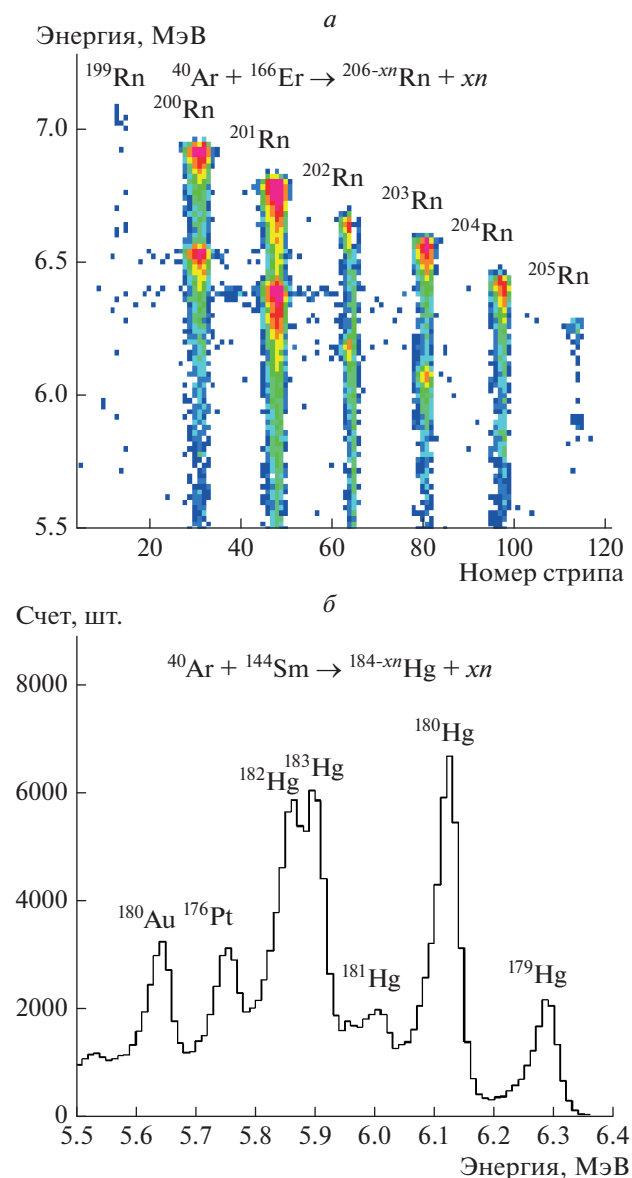 а
Энергия, МэВ
¹⁹⁹Rn
⁴⁰Ar + ¹⁶⁶Er → ²⁰⁶⁻ˣⁿRn + xn
²⁰⁰Rn
²⁰¹Rn
²⁰²Rn
²⁰³Rn
²⁰⁴Rn
²⁰⁵Rn
7.0
6.5
6.0
5.5
20 40 60 80 100 120
Номер стрипа
б
Счет, шт.
⁴⁰Ar + ¹⁴⁴Sm → ¹⁸⁴⁻ˣⁿHg + xn
8000
6000
4000
2000
0
¹⁸⁰Au
¹⁷⁶Pt
¹⁸²Hg
¹⁸³Hg
¹⁸¹Hg
¹⁸⁰Hg
¹⁷⁹Hg
5.5 5.6 5.7 5.8 5.9 6.0 6.1 6.2 6.3 6.4
Энергия, МэВ